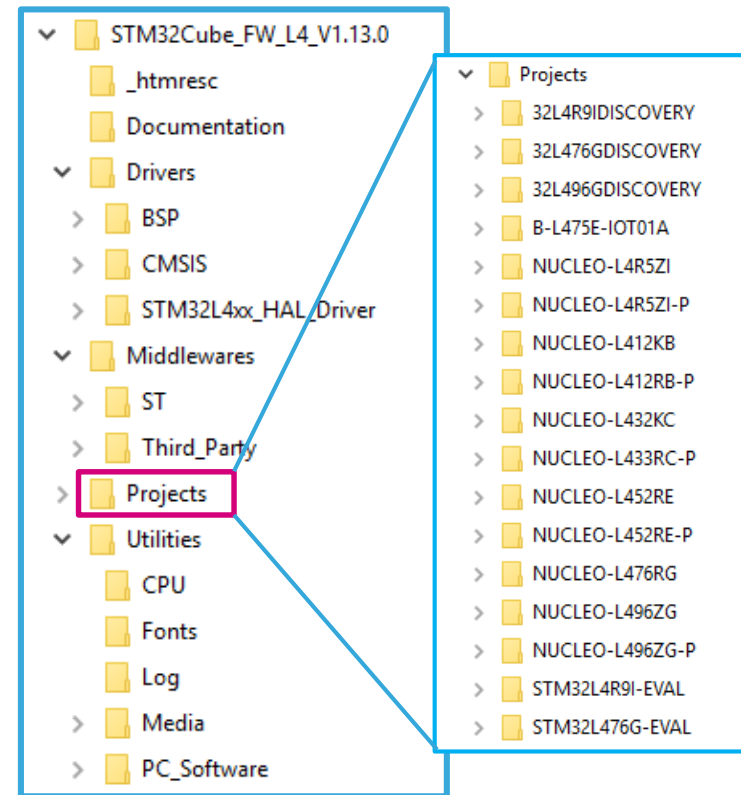 STM32Cube_FW_L4_V1.13.0
_htmresc
Documentation
Drivers
BSP
CMSIS
STM32L4xx_HAL_Driver
Middlewares
ST
Third_Party
Projects
Utilities
CPU
Fonts
Log
Media
PC_Software
Projects
32L4R9IDISCOVERY
32L476GDISCOVERY
32L496GDISCOVERY
B-L475E-IOT01A
NUCLEO-L4R5ZI
NUCLEO-L4R5ZI-P
NUCLEO-L412KB
NUCLEO-L412RB-P
NUCLEO-L432KC
NUCLEO-L433RC-P
NUCLEO-L452RE
NUCLEO-L452RE-P
NUCLEO-L476RG
NUCLEO-L496ZG
NUCLEO-L496ZG-P
STM32L4R9I-EVAL
STM32L476G-EVAL